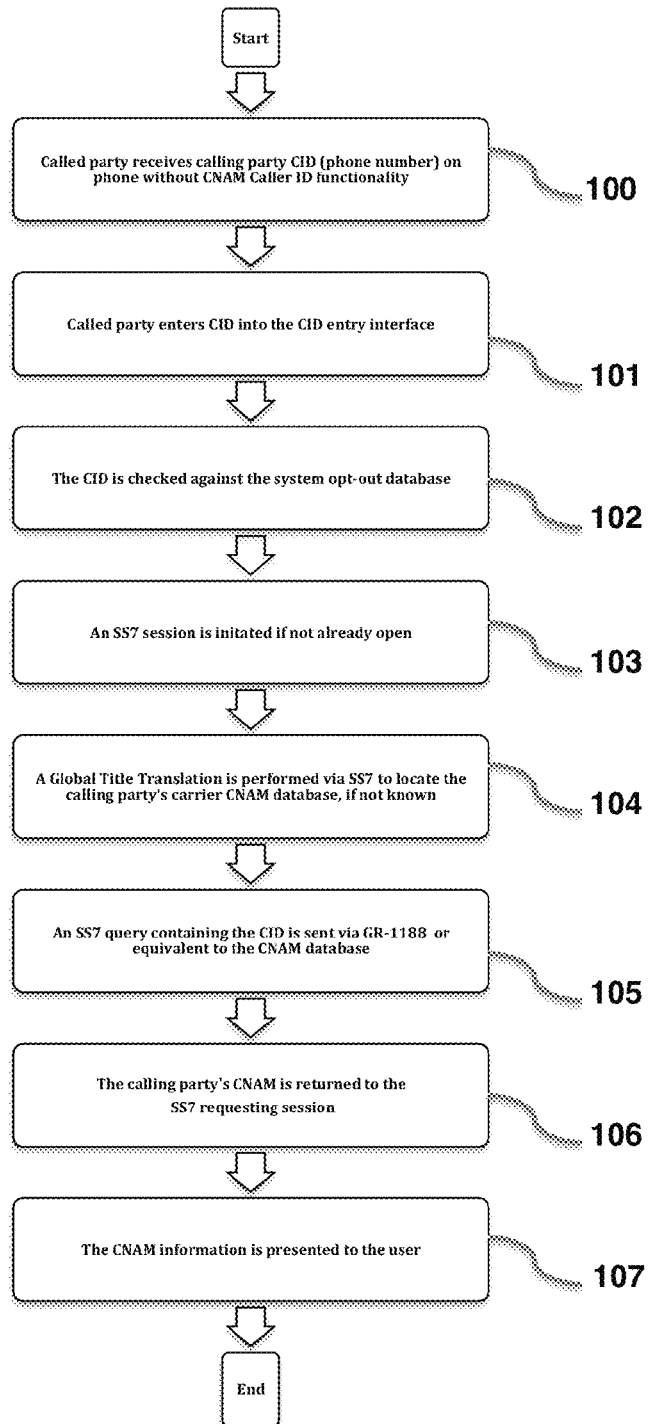 Start
Called party receives calling party CID (phone number) on
phone without CNAM Caller ID functionality
100
Called party enters CID into the CID entry interface
101
The CID is checked against the system opt-out database
102
An SS7 session is initated if not already open
103
A Global Title Translation is performed via SS7 to locate the
calling party's carrier CNAM database, if not known
104
An SS7 query containing the CID is sent via GR-1188 or
equivalent to the CNAM database
105
The calling party's CNAM is returned to the
SS7 requesting session
106
The CNAM information is presented to the user
107
End